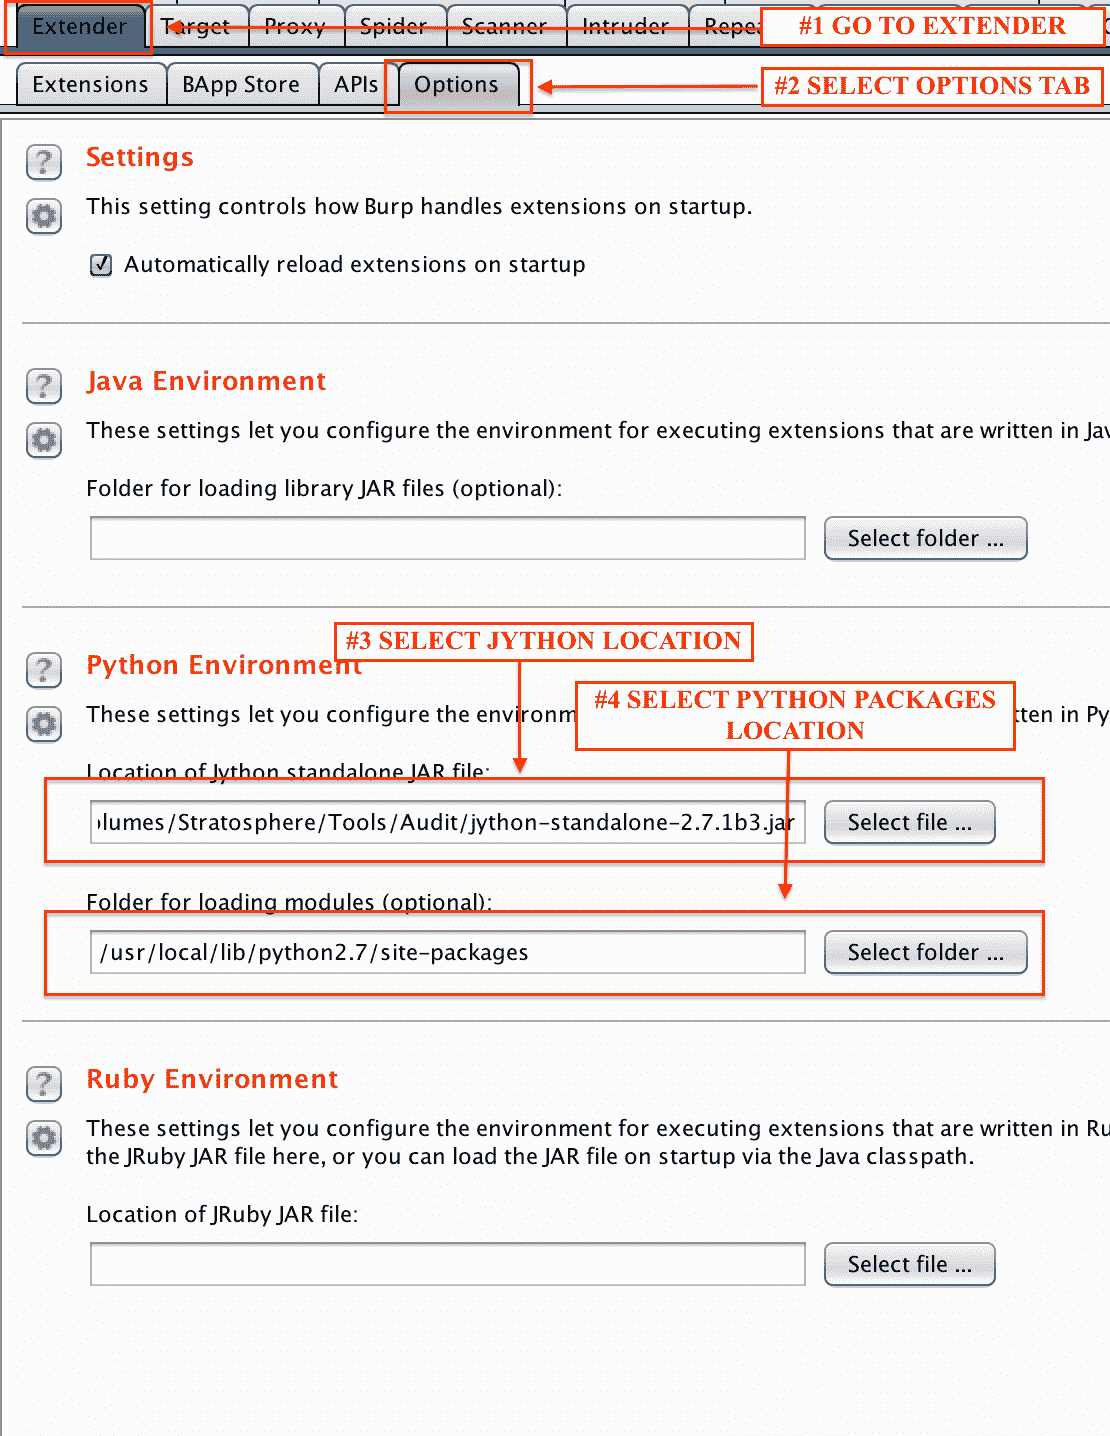 Extender Target Proxy Spider Scanner Intruder #1 GO TO EXTENDER
Extensions BApp Store APIs Options #2 SELECT OPTIONS TAB
Settings
This setting controls how Burp handles extensions on startup.
Automatically reload extensions on startup
Java Environment
These settings let you configure the environment for executing extensions that are written in
Folder for loading library JAR files (optional):
Select folder ...
#3 SELECT JYTHON LOCATION
Python Environment
#4 SELECT PYTHON PACKAGES
LOCATION
These settings let you configure the in
Location of Jython standalone JAR file:
lumes/Stratosphere/Tools/Audit/jython-standalone-2.7.1b3.jar Select file ...
Folder for loading modules (optional):
/usr/local/lib/python2.7/site-packages Select folder ...
Ruby Environment
These settings let you configure the environment for executing extensions that are written in
the JRuby JAR file here, or you can load the JAR file on startup via the Java classpath.
Location of JRuby JAR file:
Select file ...